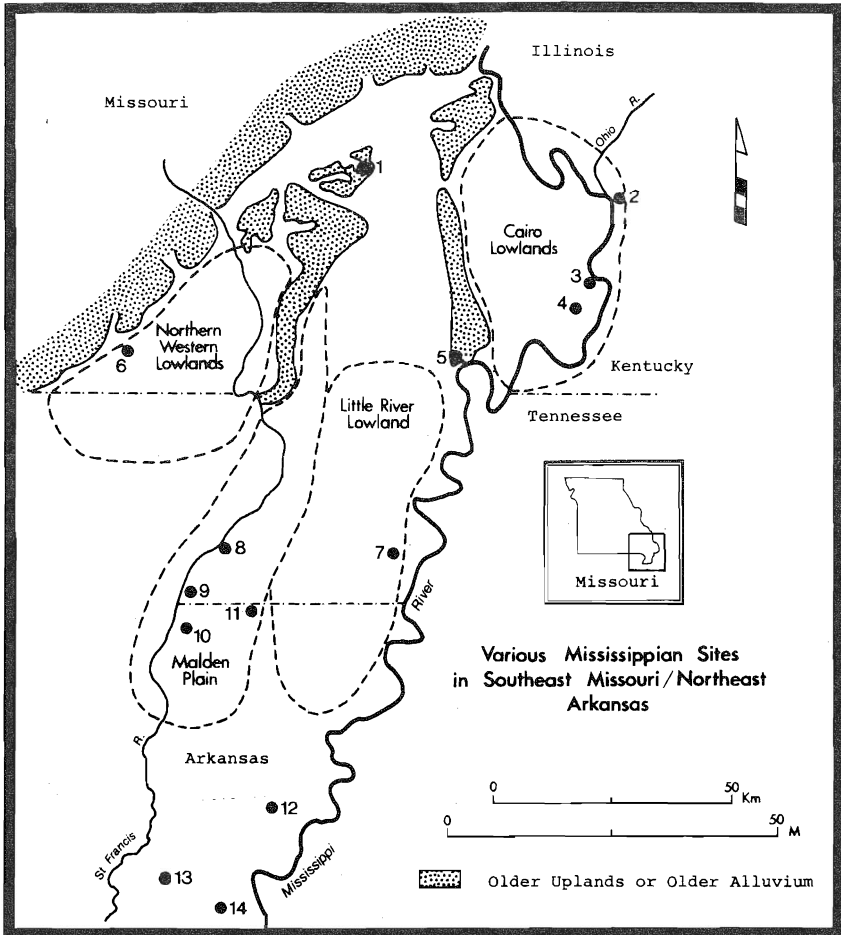 Illinois
Missouri
Ohio R.
1
2
Cairo
Lowlands
3
4
Northern
Western
Lowlands
5
6
Kentucky
Little River
Lowland
Tennessee
Missouri
8
7
9
11
10
River
Malden
Plain
Various Mississippian Sites
in Southeast Missouri/Northeast
Arkansas
R.
Arkansas
0 50 Km
12
0 50 M
St Francis
Mississippi
13
Older Uplands or Older Alluvium
14